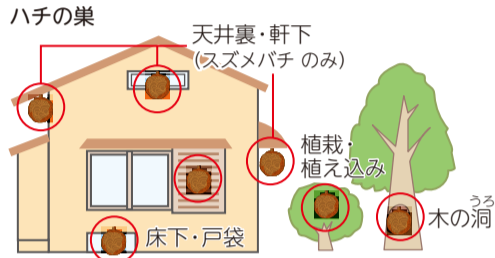 ハチの巣
天井裏・軒下
(スズメバチ のみ)
植栽・
植え込み
うろ
木の洞
床下・戸袋